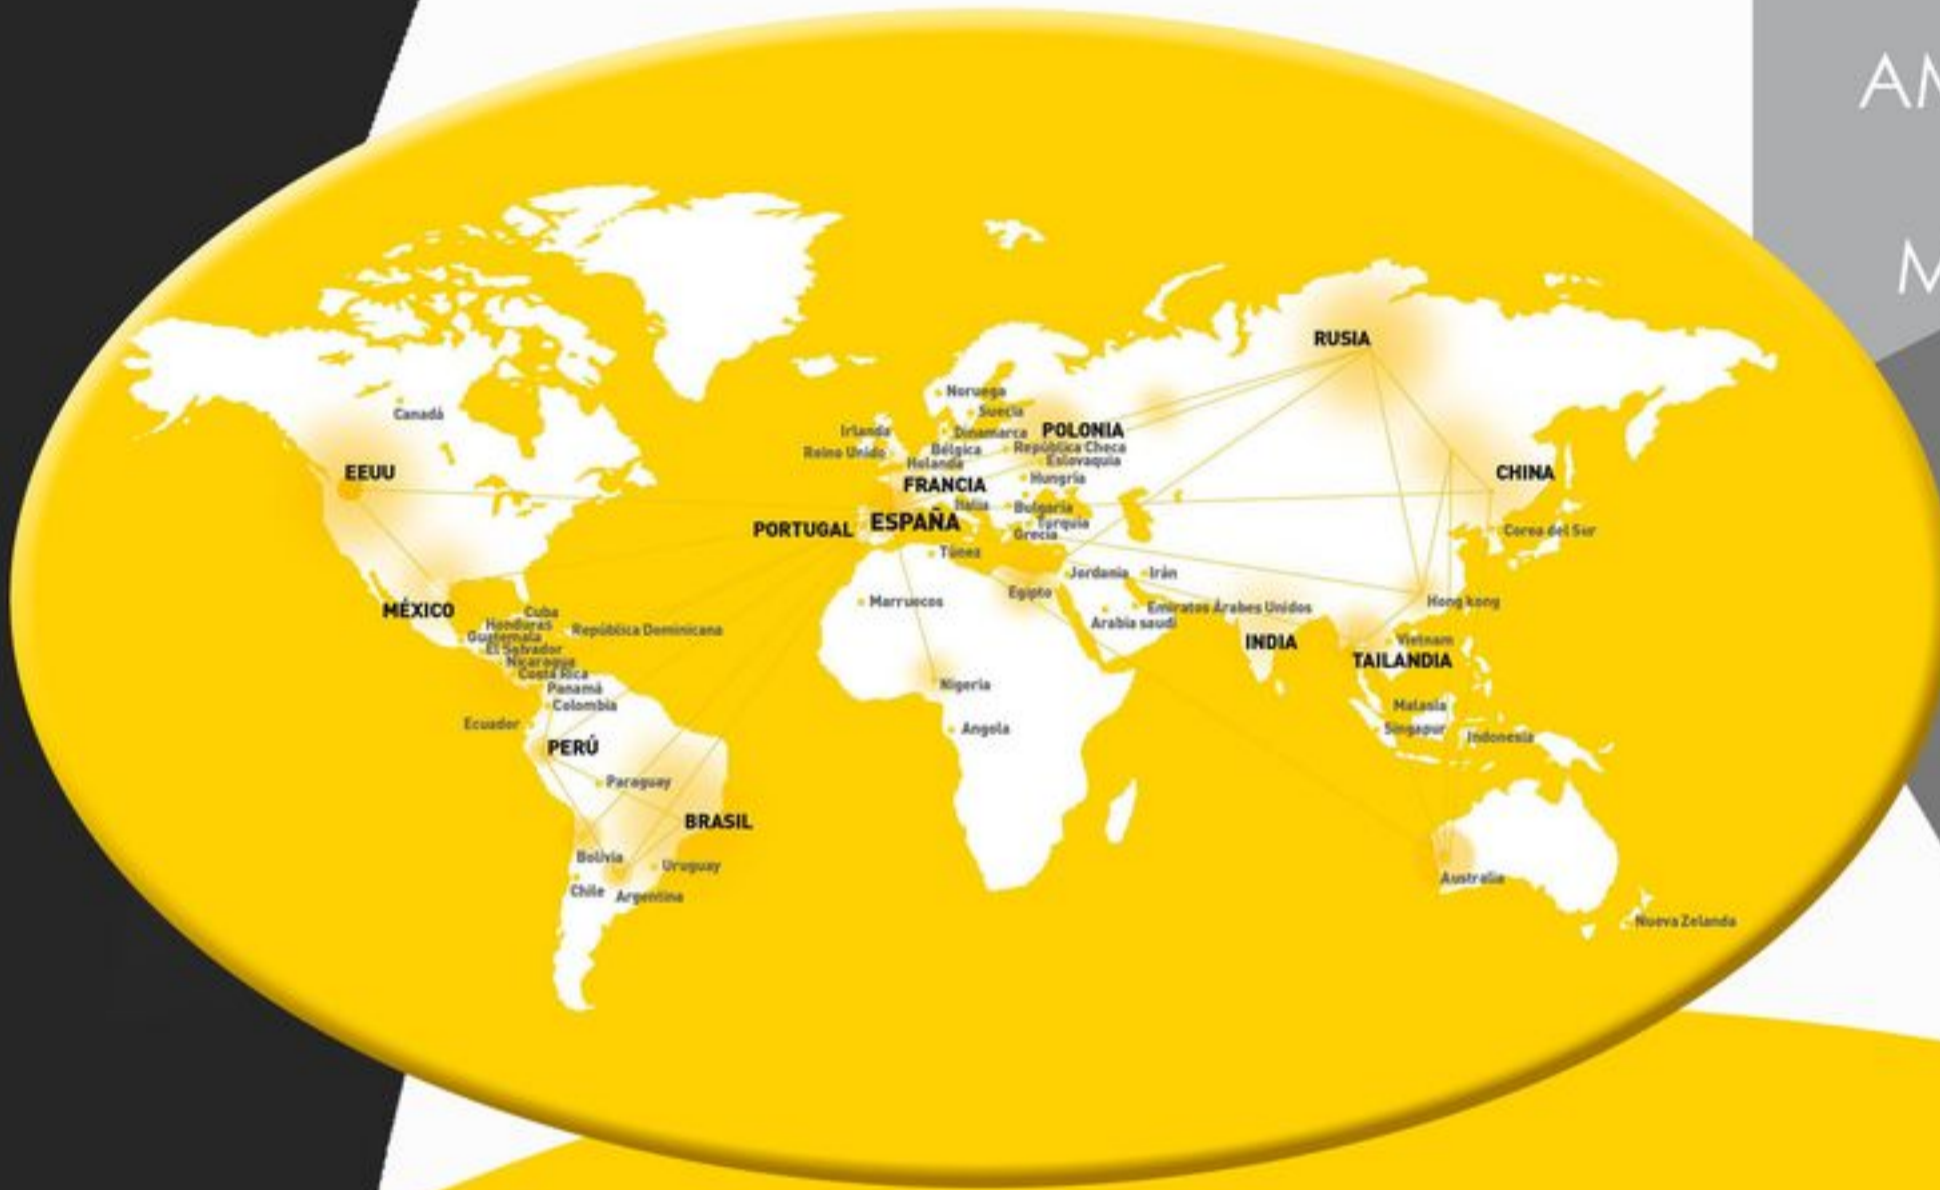 AM
M
RUSIA
Noruega
Canadá
Suecia
Irlanda
Dinamarca
POLONIA
Reino Unido
Bélgica
República Checa
Holanda
Eslovaquia
EEUU
CHINA
Hungría
FRANCIA
Italia
Bulgaria
ESPAÑA
Turquia
PORTUGAL
Corea del Sur
Grecia
Túnez
Jordania
Irán
Egipto
Marruecos
Hong kong
Emiratos Árabes Unidos
MÉXICO
Cuba
Arabia saudi
Honduras
República Dominicana
Guatemala
INDIA
Vietnam
El Salvador
TAILANDIA
Nicaragua
Costa Rica
Nigeria
Panamá
Colombia
Malasia
Ecuador
Angola
Singapur
Indonesia
PERÚ
Paraguay
BRASIL
Bolivia
Uruguay
Australia
Chile
Argentina
Nueva Zelanda